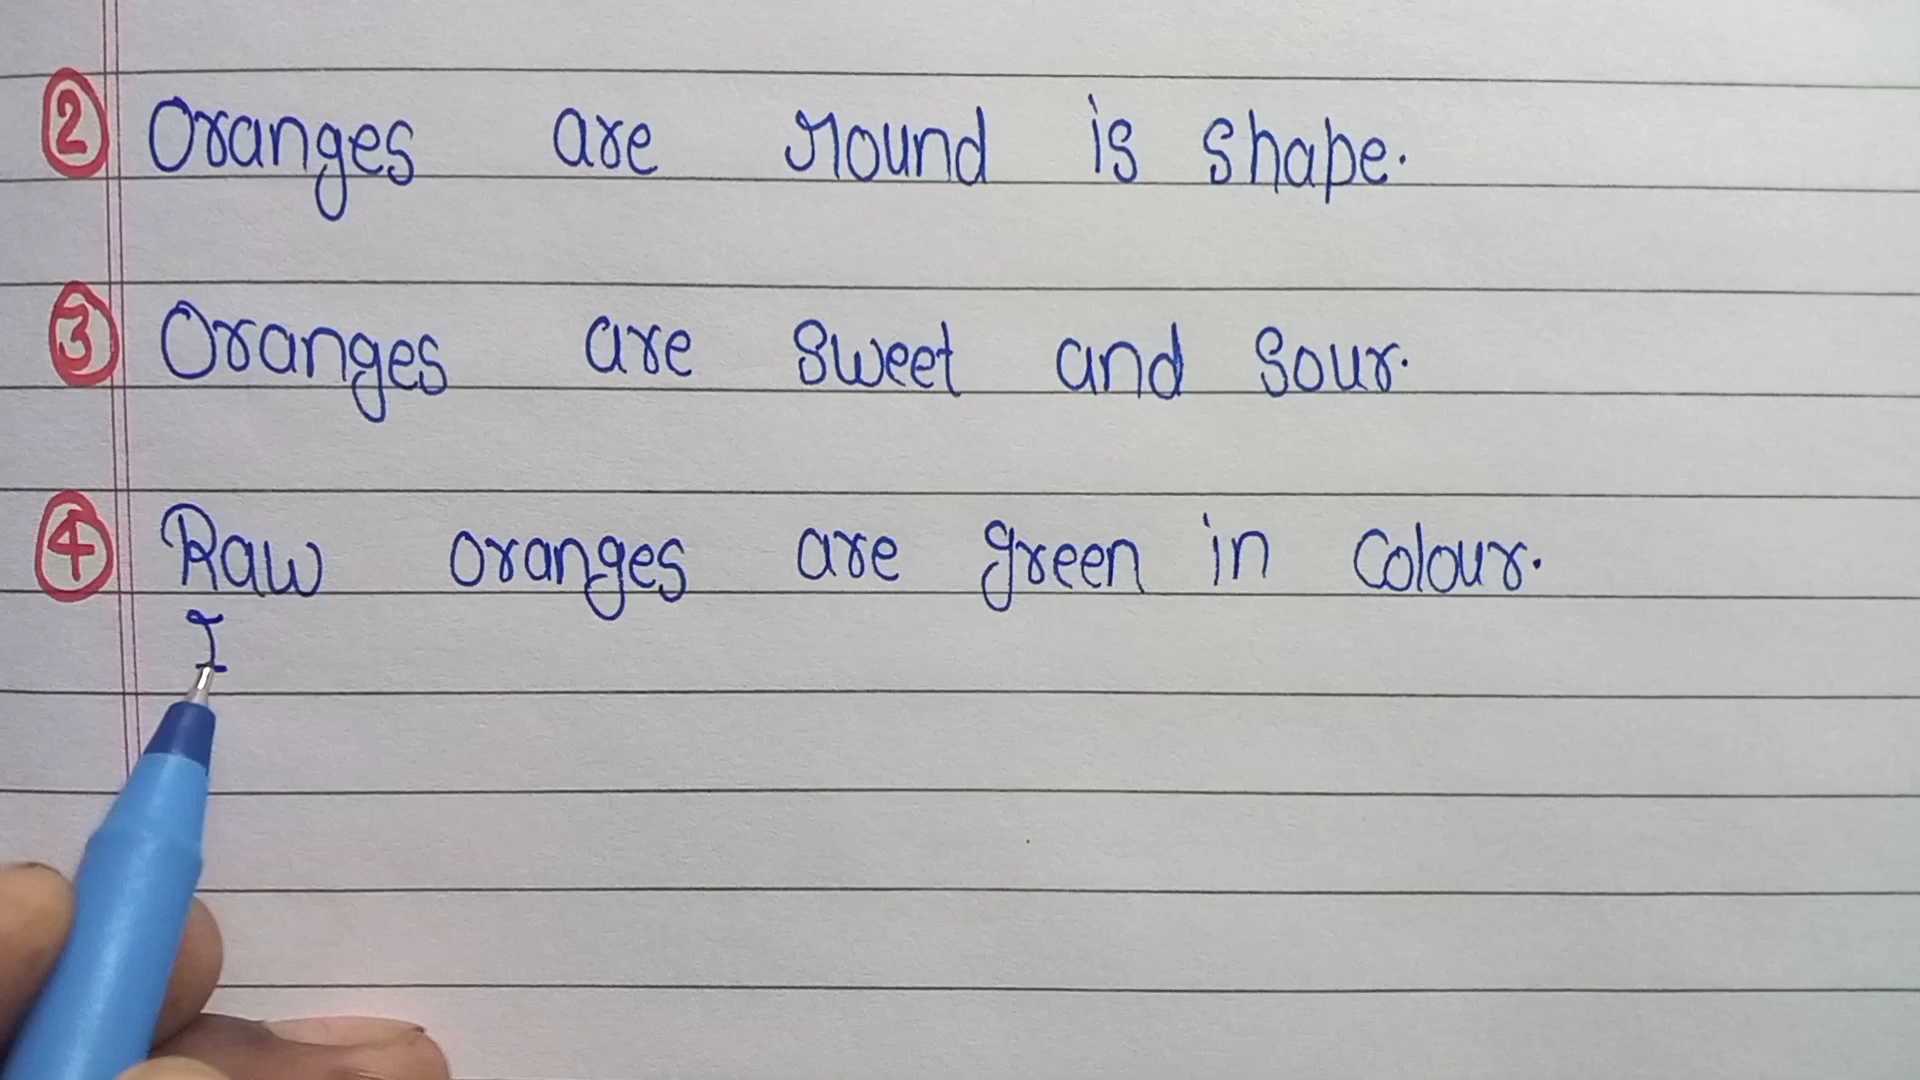 2 Oranges are round is shape.
3 Oranges are sweet and sour.
4 Raw oranges are green in colour.
I